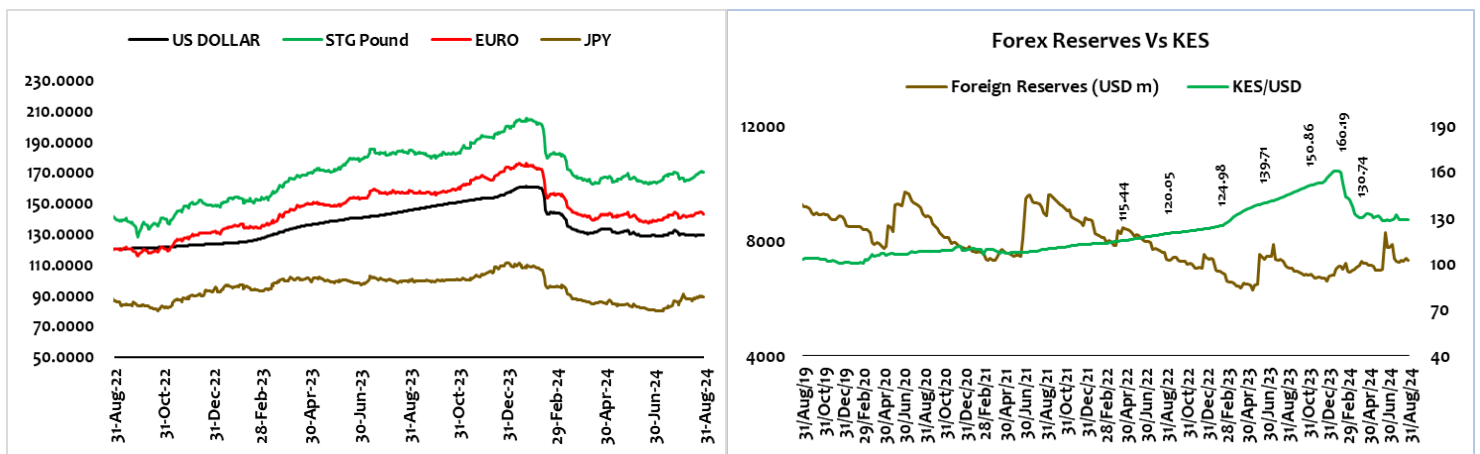 US DOLLAR STG Pound EURO JPY
230.0000
210.0000
190.0000
170.0000
150.0000
130.0000
110.0000
90.0000
70.0000
50.0000
31-Aug-22
31-Oct-22
31-Dec-22
28-Feb-23
30-Apr-23
30-Jun-23
31-Aug-23
31-Oct-23
31-Dec-23
29-Feb-24
30-Apr-24
30-Jun-24
31-Aug-24
Forex Reserves Vs KES
Foreign Reserves (USD m) KES/USD
12000
8000
4000
115.44
120.05
124.98
139.71
150.86
160.19
130.74
190
160
130
100
70
40
31/Aug/19
31/Oct/19
31/Dec/19
29/Feb/20
30/Apr/20
30/Jun/20
31/Aug/20
31/Oct/20
31/Dec/20
28/Feb/21
30/Apr/21
30/Jun/21
31/Aug/21
31/Oct/21
31/Dec/21
28/Feb/22
30/Apr/22
30/Jun/22
31/Aug/22
31/Oct/22
31/Dec/22
28/Feb/23
30/Apr/23
30/Jun/23
31/Aug/23
31/Oct/23
31/Dec/23
29/Feb/24
30/Apr/24
30/Jun/24
31/Aug/24